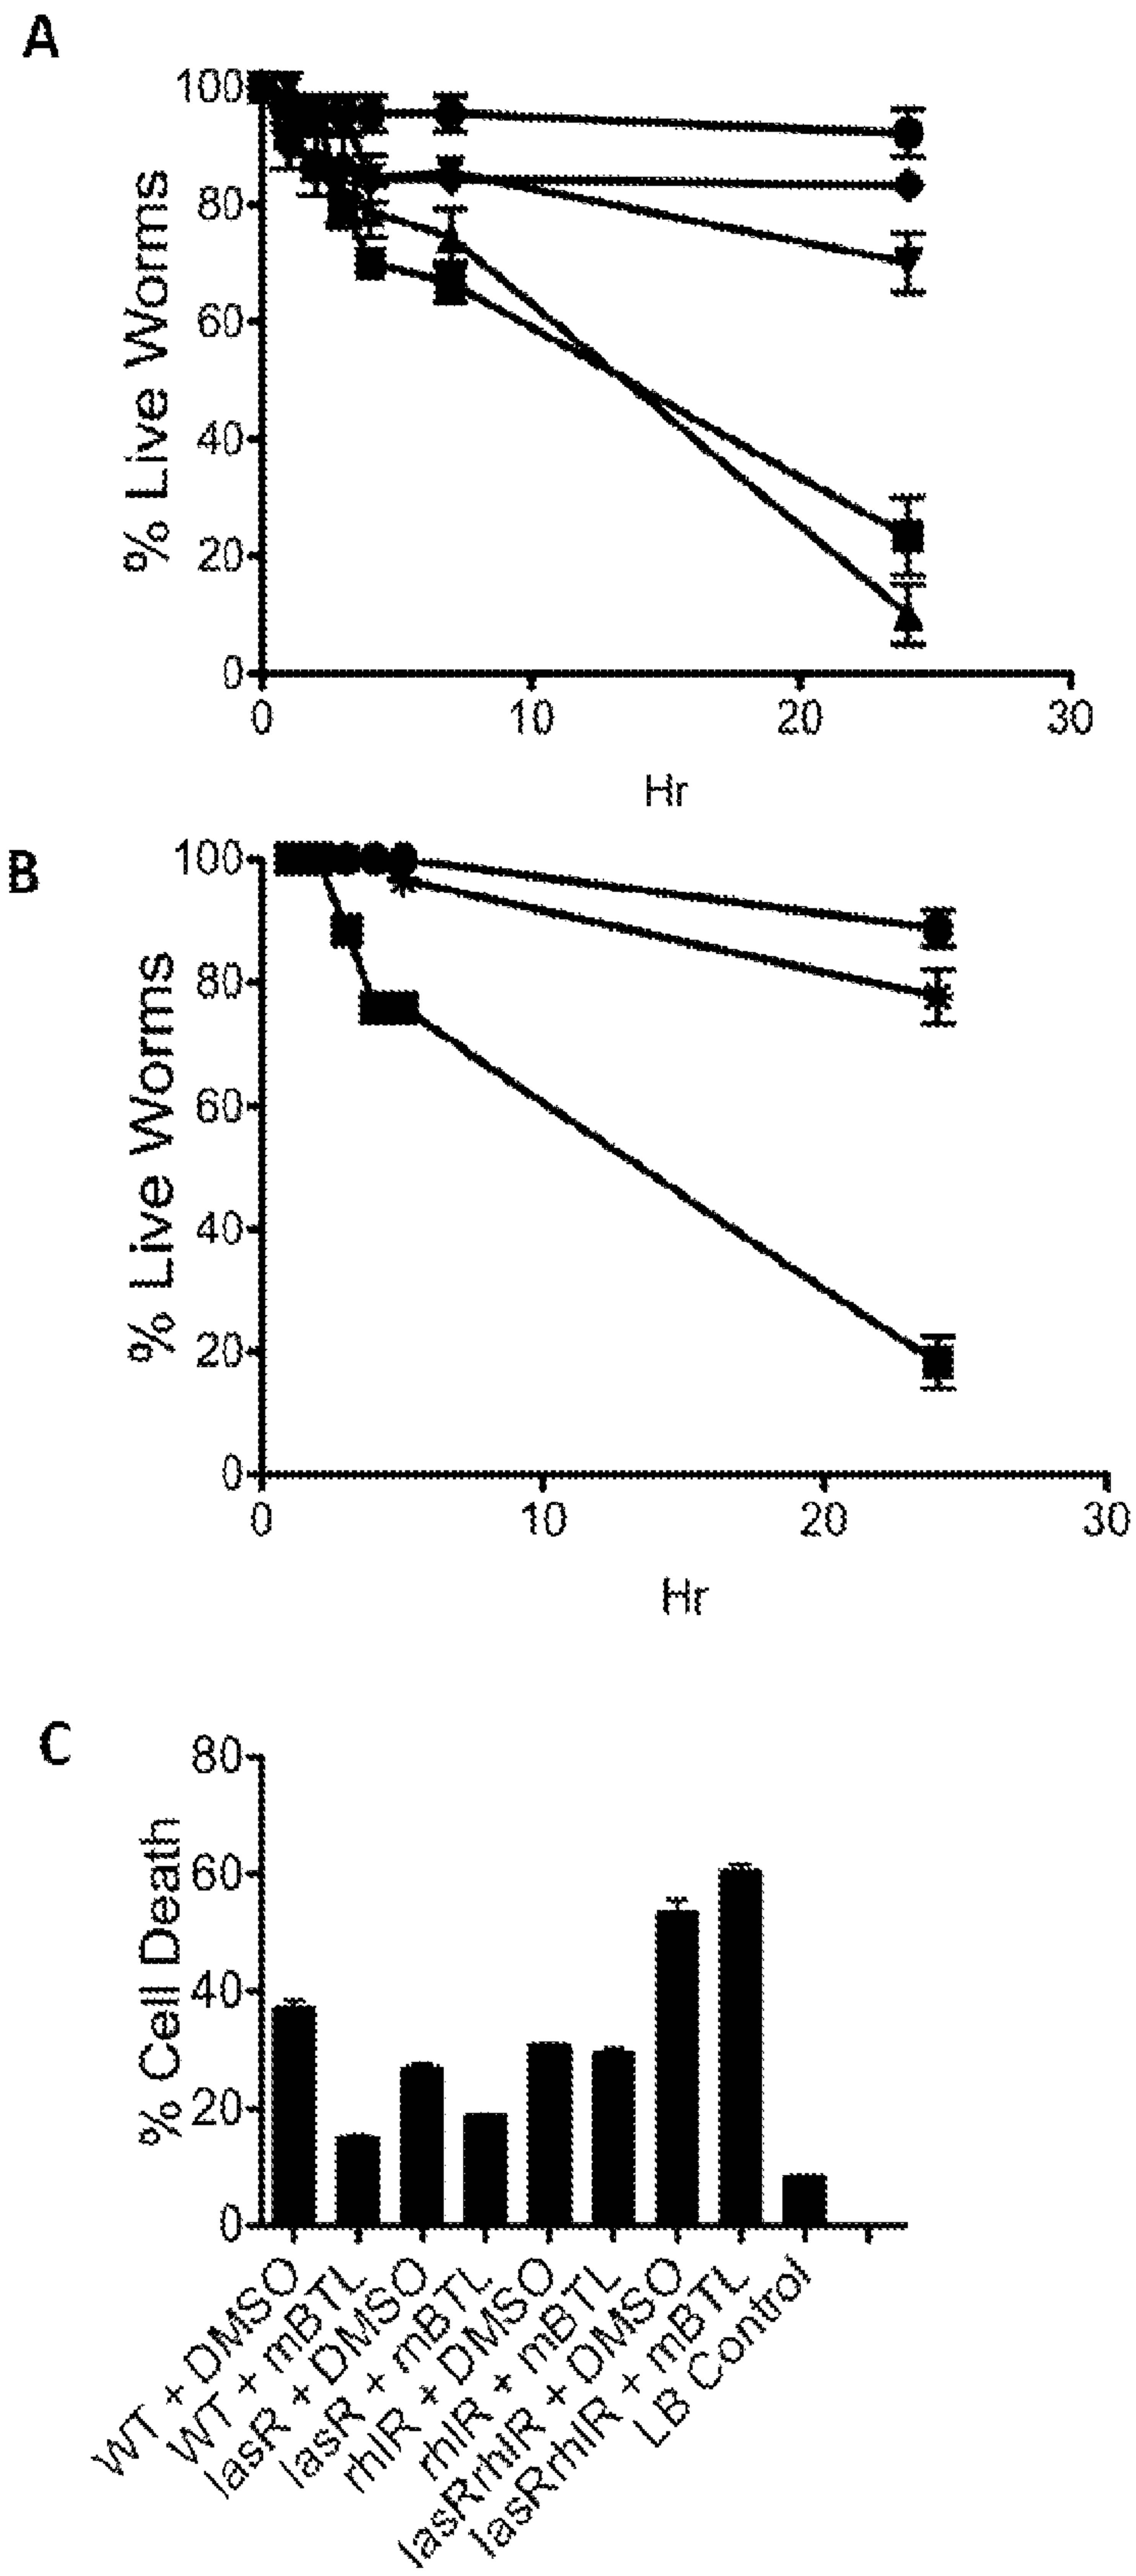 A
100
80
60
40
20
0
% Live Worms
0 10 20 30
Hr
B
100
80
60
40
20
0
% Live Worms
0 10 20 30
Hr
C
80
60
40
20
0
% Cell Death
WT + DMSO
WT + mBTL
lasR + DMSO
lasR + mBTL
rhlR + DMSO
rhlR + mBTL
lasRrhlR + DMSO
lasRrhlR + mBTL
LB Control